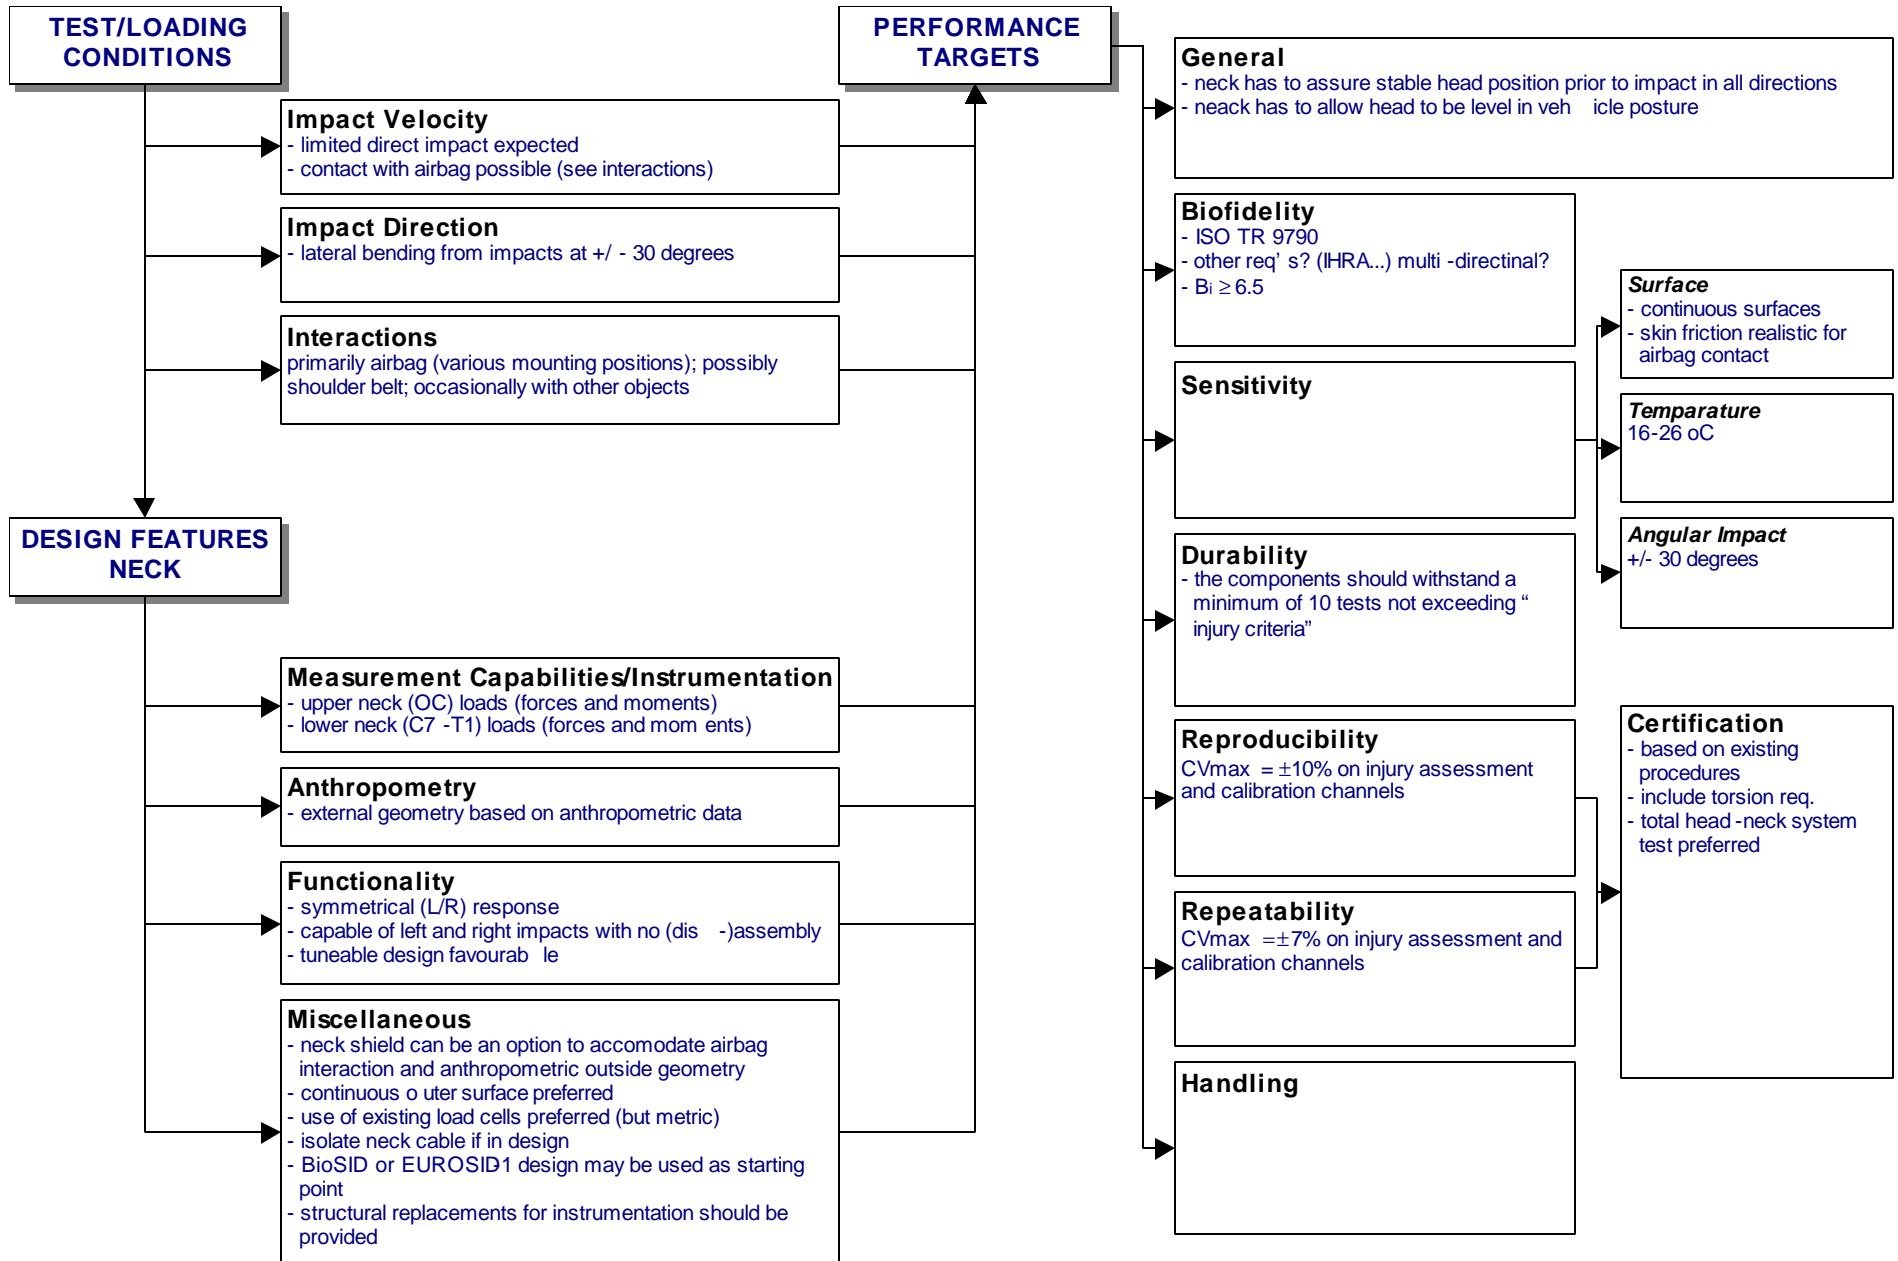 TEST/LOADING
CONDITIONS
Impact Velocity
- limited direct impact expected
- contact with airbag possible (see interactions)
Impact Direction
- lateral bending from impacts at +/ - 30 degrees
Interactions
primarily airbag (various mounting positions); possibly
shoulder belt; occasionally with other objects
DESIGN FEATURES
NECK
Measurement Capabilities/Instrumentation
- upper neck (OC) loads (forces and moments)
- lower neck (C7 -T1) loads (forces and mom ents)
Anthropometry
- external geometry based on anthropometric data
Functionality
- symmetrical (L/R) response
- capable of left and right impacts with no (dis -)assembly
- tuneable design favourab le
Miscellaneous
- neck shield can be an option to accomodate airbag
interaction and anthropometric outside geometry
- continuous o uter surface preferred
- use of existing load cells preferred (but metric)
- isolate neck cable if in design
- BioSID or EUROSID-1 design may be used as starting
point
- structural replacements for instrumentation should be
provided
PERFORMANCE
TARGETS
General
- neck has to assure stable head position prior to impact in all directions
- neack has to allow head to be level in veh icle posture
Biofidelity
- ISO TR 9790
- other req' s? (IHRA...) multi -directinal?
- Bi ≥ 6.5
Sensitivity
Surface
- continuous surfaces
- skin friction realistic for
airbag contact
Temparature
16-26 oC
Angular Impact
+/- 30 degrees
Durability
- the components should withstand a
minimum of 10 tests not exceeding “
injury criteria”
Reproducibility
CVmax = ±10% on injury assessment
and calibration channels
Repeatability
CVmax =±7% on injury assessment and
calibration channels
Certification
- based on existing
procedures
- include torsion req.
- total head -neck system
test preferred
Handling